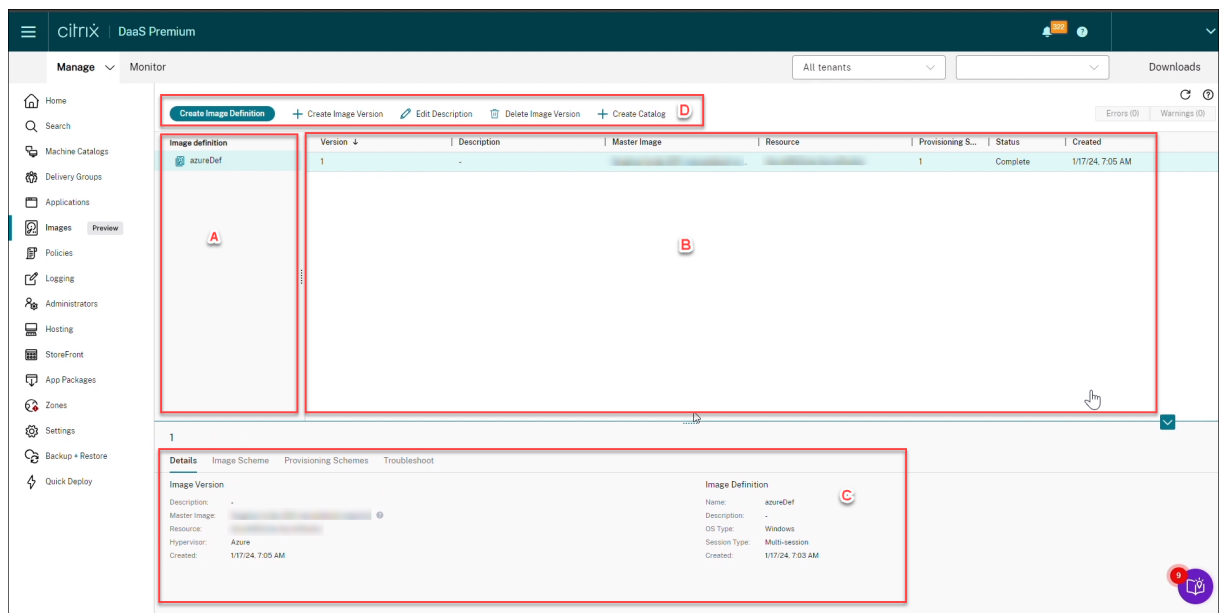 citrix | DaaS Premium
322
Manage Monitor
All tenants
Downloads
Home
Search
Machine Catalogs
Delivery Groups
Applications
Images Preview
Policies
Logging
Administrators
Hosting
StoreFront
App Packages
Zones
Settings
Backup + Restore
Quick Deploy
Create Image Definition + Create Image Version Edit Description Delete Image Version + Create Catalog D
Errors (0) Warnings (0)
Image definition
azureDef
A
Version ↓ Description Master Image Resource Provisioning S... Status Created
1 - 1 Complete 1/17/24, 7:05 AM
B
1
Details Image Scheme Provisioning Schemes Troubleshoot
Image Version
Description: -
Master Image:
Resource:
Hypervisor: Azure
Created: 1/17/24, 7:05 AM
Image Definition
Name: azureDef
Description: -
OS Type: Windows
Session Type: Multi-session
Created: 1/17/24, 7:03 AM
C
9